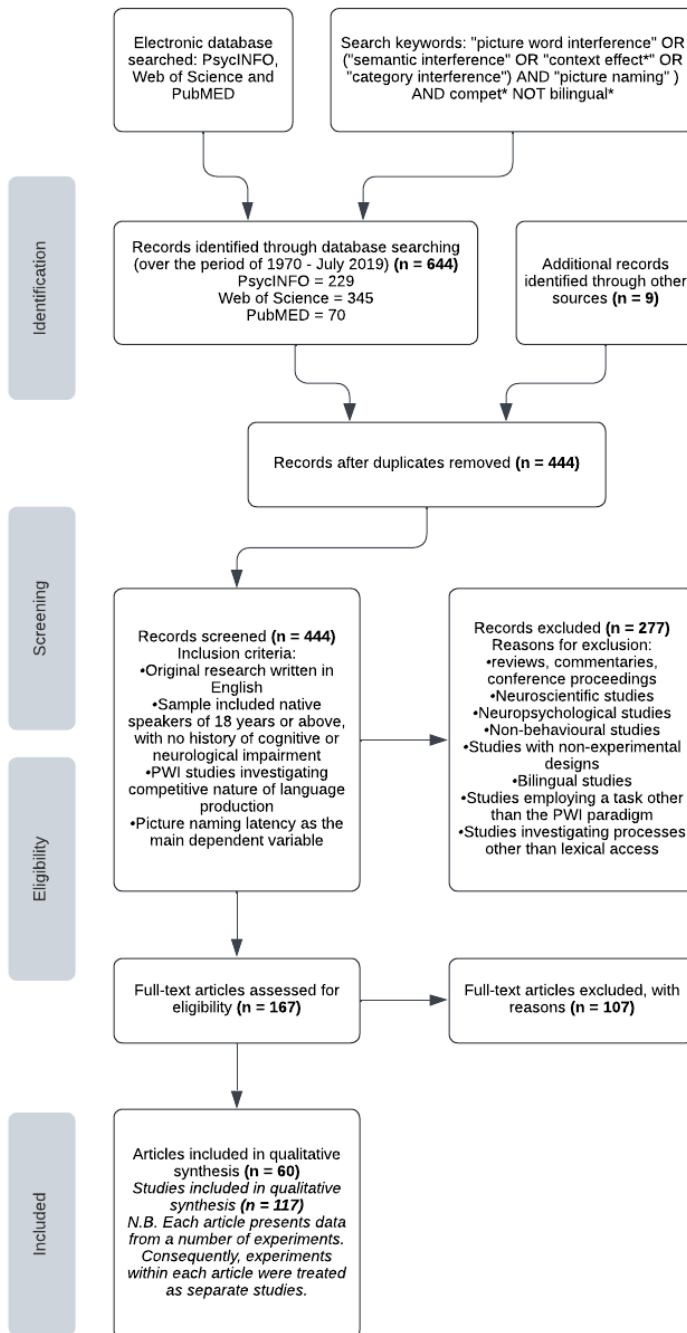 Electronic database
searched: PsycINFO,
Web of Science and
PubMED
Search keywords: "picture word interference" OR
("semantic interference" OR "context effect*" OR
"category interference") AND "picture naming" )
AND compet* NOT bilingual*
Identification
Records identified through database searching
(over the period of 1970 - July 2019) (n = 644)
PsycINFO = 229
Web of Science = 345
PubMED = 70
Additional records
identified through other
sources (n = 9)
Records after duplicates removed (n = 444)
Screening
Records screened (n = 444)
Inclusion criteria:
•Original research written in
English
•Sample included native
speakers of 18 years or above,
with no history of cognitive or
neurological impairment
•PWI studies investigating
competitive nature of language
production
•Picture naming latency as the
main dependent variable
Records excluded (n = 277)
Reasons for exclusion:
•reviews, commentaries,
conference proceedings
•Neuroscientific studies
•Neuropsychological studies
•Non-behavioural studies
•Studies with non-experimental
designs
•Bilingual studies
•Studies employing a task other
than the PWI paradigm
•Studies investigating processes
other than lexical access
Eligibility
Full-text articles assessed for
eligibility (n = 167)
Full-text articles excluded, with
reasons (n = 107)
Included
Articles included in qualitative
synthesis (n = 60)
Studies included in qualitative
synthesis (n = 117)
N.B. Each article presents data
from a number of experiments.
Consequently, experiments
within each article were treated
as separate studies.